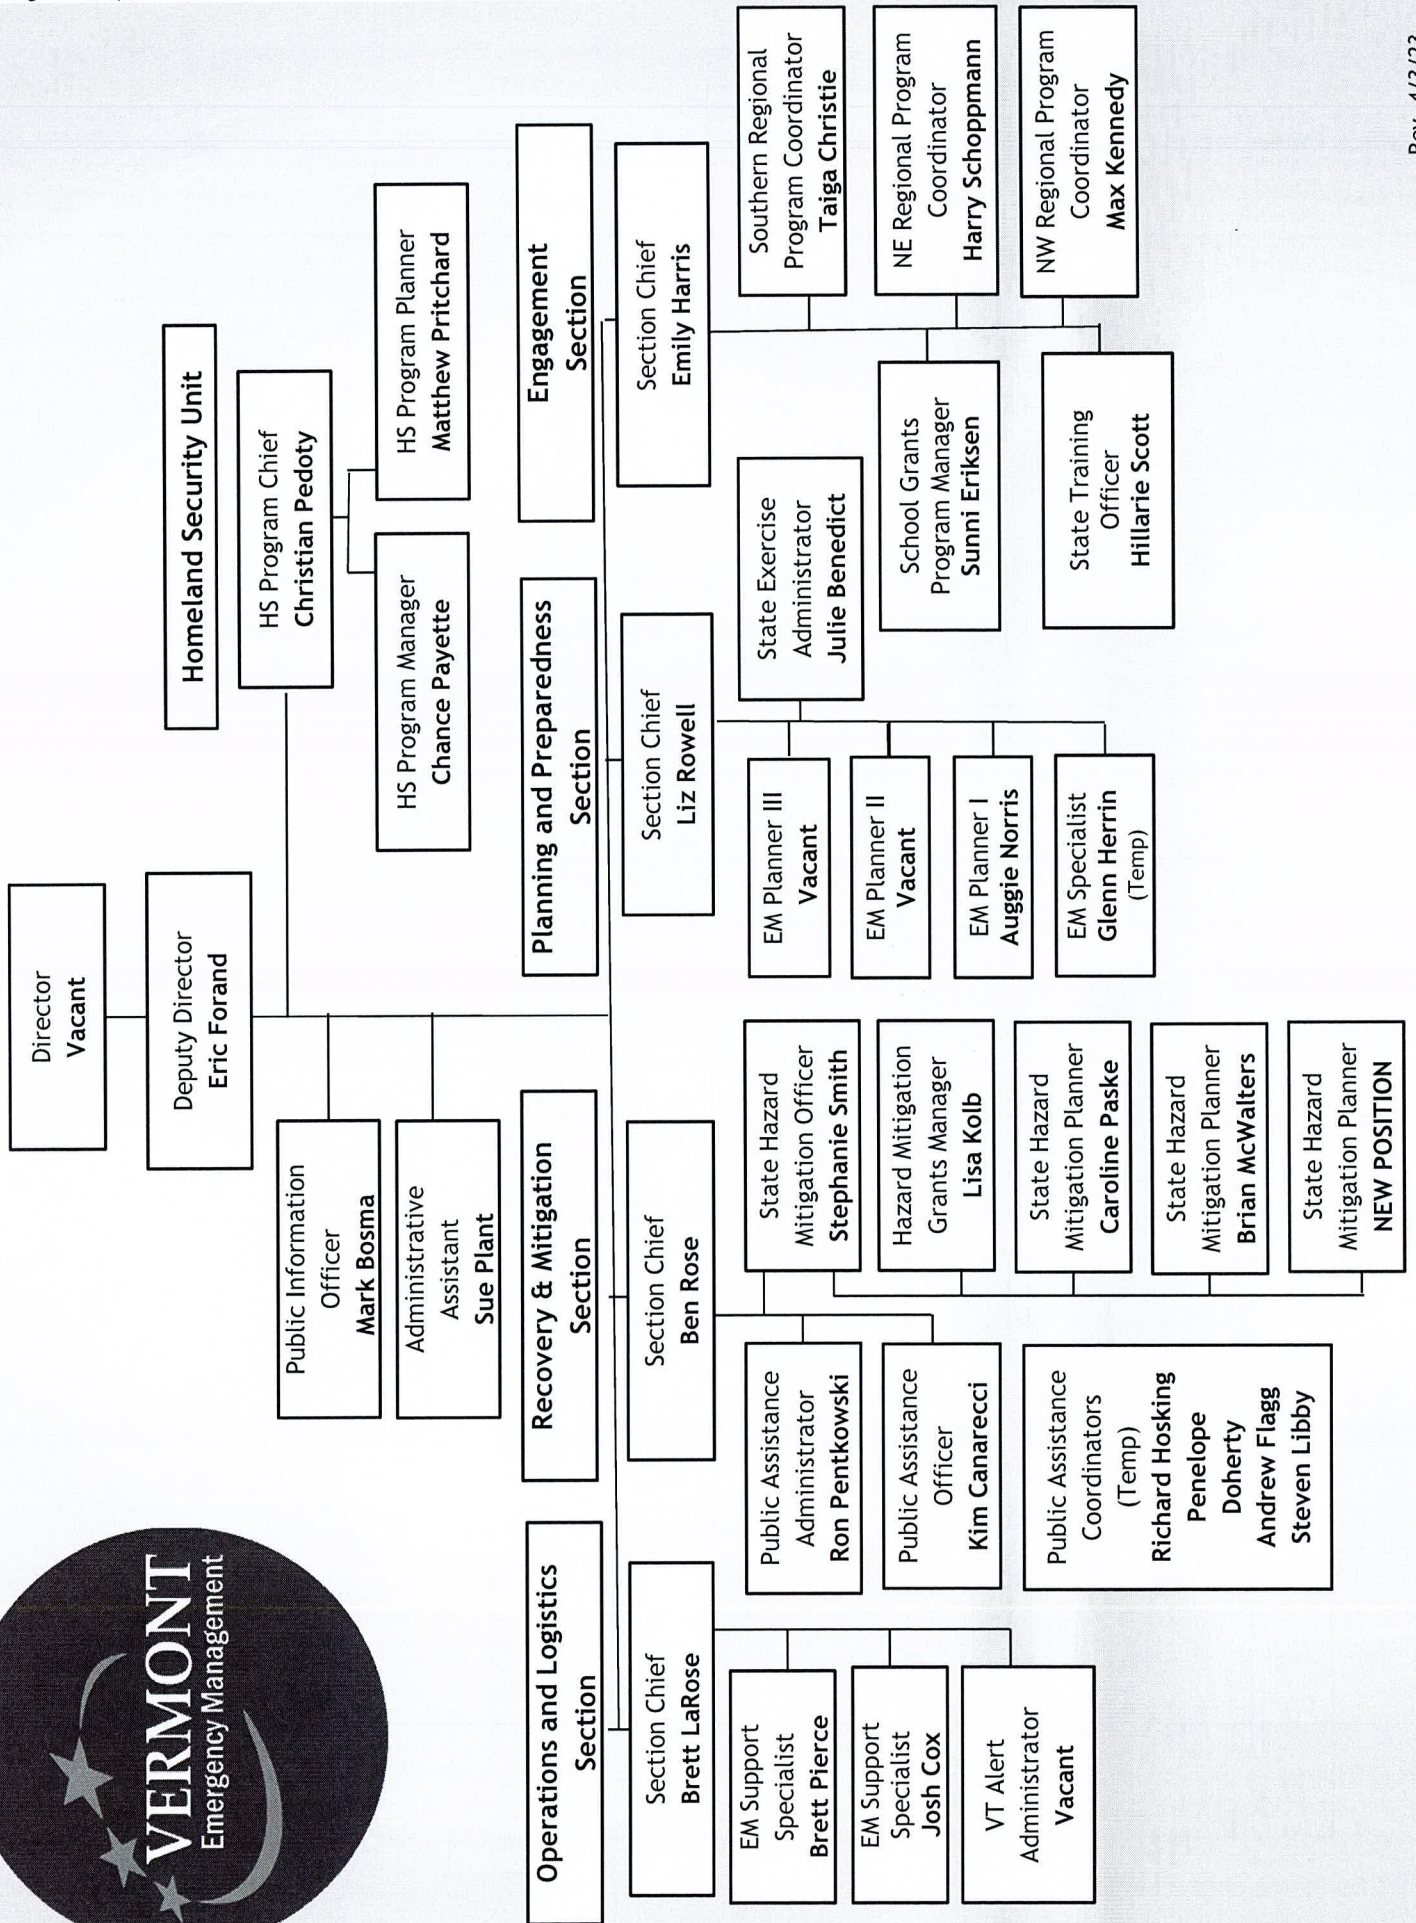 VERMONT
Emergency Management
Director
Vacant
Deputy Director
Eric Forand
Public Information
Officer
Mark Bosma
Administrative
Assistant
Sue Plant
Homeland Security Unit
HS Program Chief
Christian Pedoty
HS Program Manager
Chance Payette
HS Program Planner
Matthew Pritchard
Operations and Logistics
Section
Section Chief
Brett LaRose
EM Support
Specialist
Brett Pierce
EM Support
Specialist
Josh Cox
VT Alert
Administrator
Vacant
Recovery & Mitigation
Section
Section Chief
Ben Rose
Public Assistance
Administrator
Ron Pentkowski
Public Assistance
Officer
Kim Canarecci
Public Assistance
Coordinators
(Temp)
Richard Hosking
Penelope
Doherty
Andrew Flagg
Steven Libby
State Hazard
Mitigation Officer
Stephanie Smith
Hazard Mitigation
Grants Manager
Lisa Kolb
State Hazard
Mitigation Planner
Caroline Paske
State Hazard
Mitigation Planner
Brian McWalters
State Hazard
Mitigation Planner
NEW POSITION
Planning and Preparedness
Section
Section Chief
Liz Rowell
EM Planner III
Vacant
EM Planner II
Vacant
EM Planner I
Auggie Norris
EM Specialist
Glenn Herrin
(Temp)
State Exercise
Administrator
Julie Benedict
Engagement
Section
Section Chief
Emily Harris
School Grants
Program Manager
Sunni Eriksen
State Training
Officer
Hillarie Scott
Southern Regional
Program Coordinator
Taiga Christie
NE Regional Program
Coordinator
Harry Schoppmann
NW Regional Program
Coordinator
Max Kennedy
Rev. 4/3/23